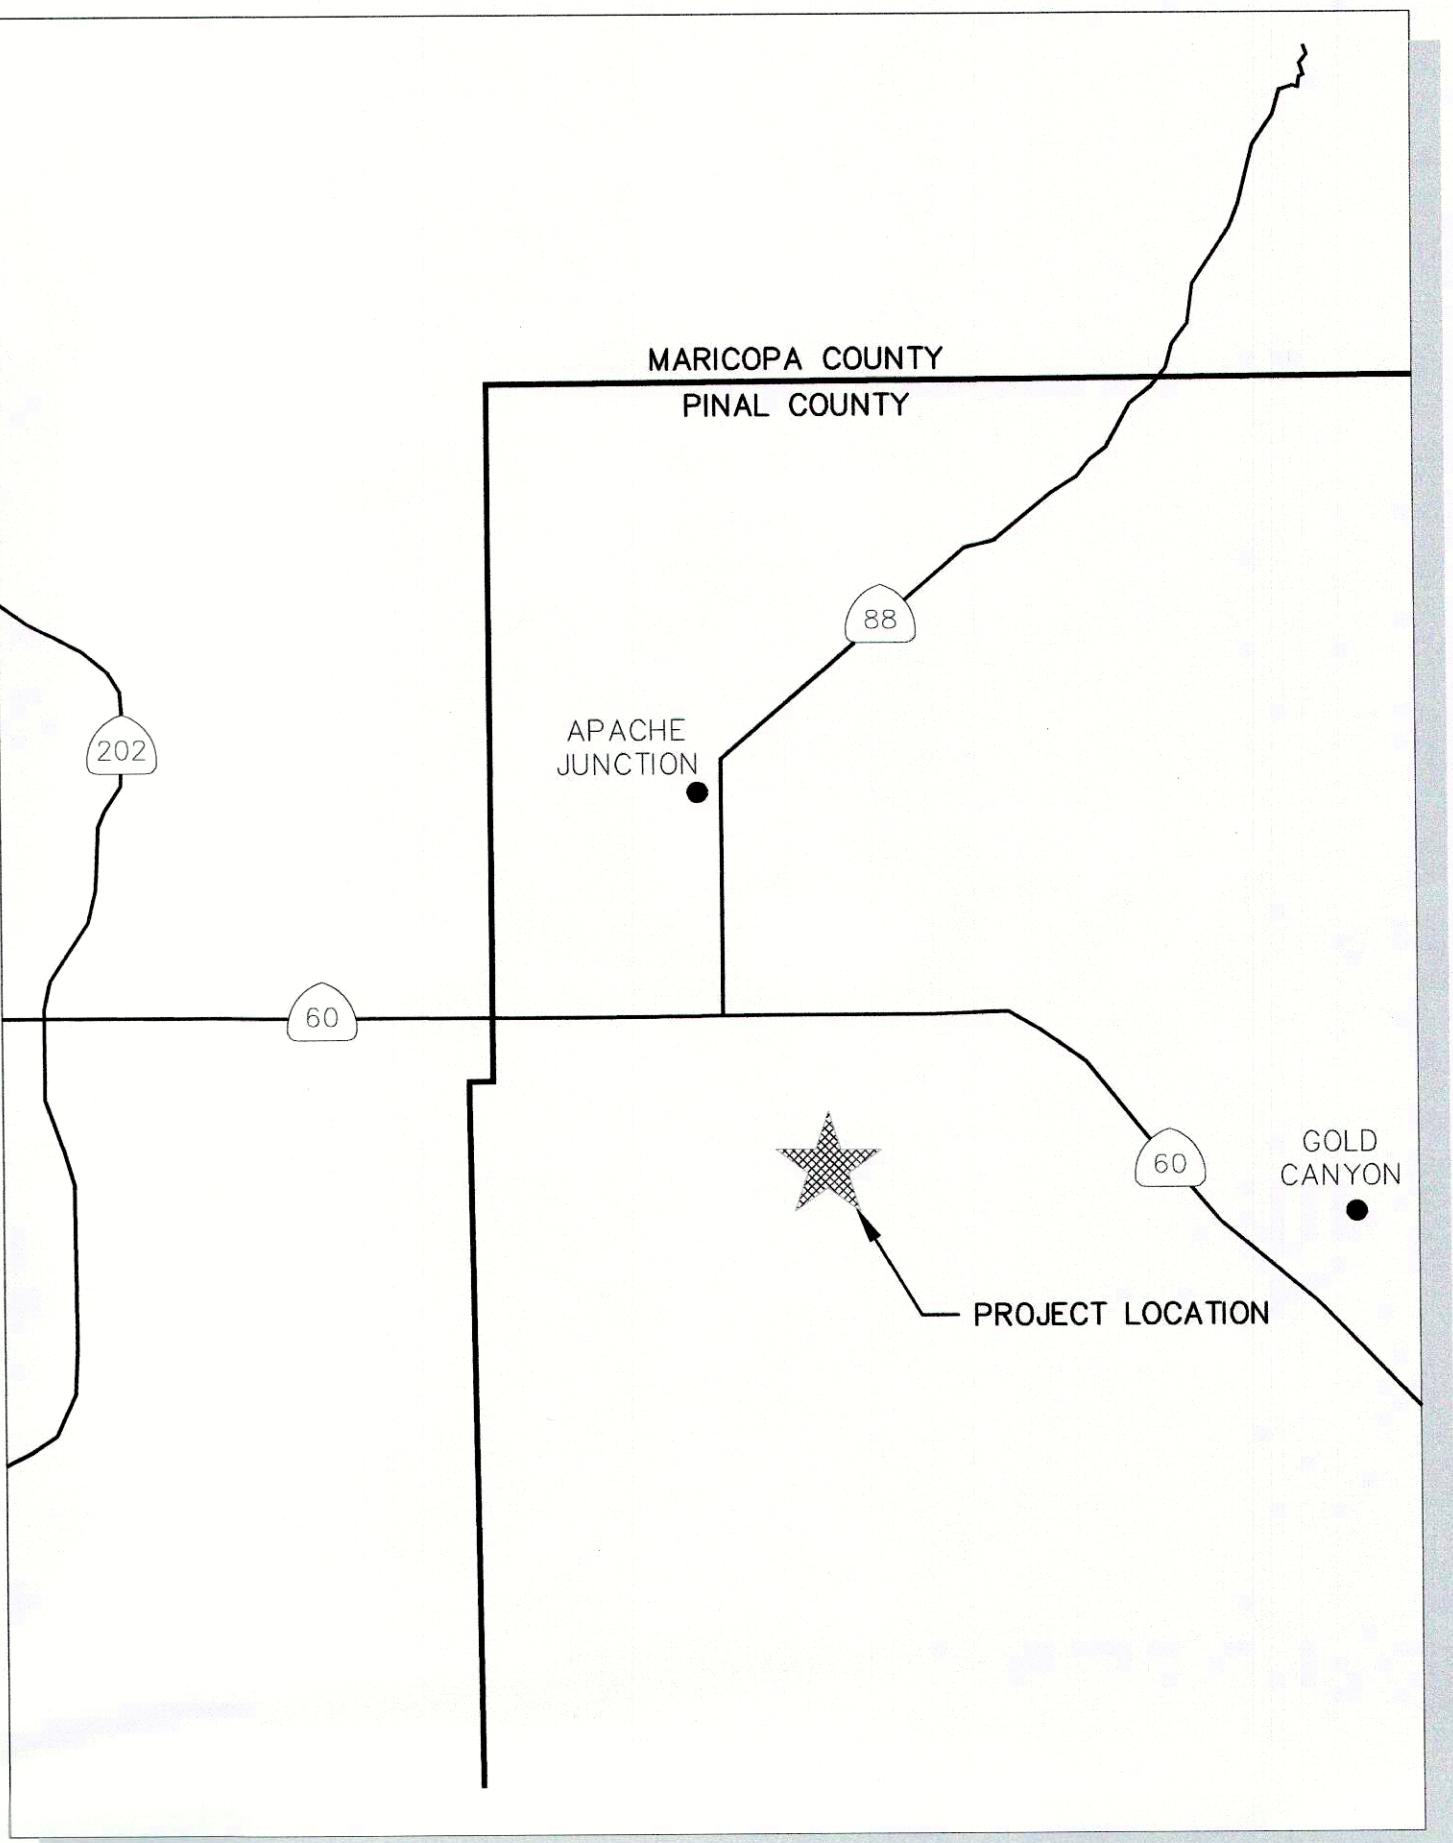 MARICOPA COUNTY
PINAL COUNTY
88
APACHE
JUNCTION
202
60
GOLD
CANYON
60
PROJECT LOCATION